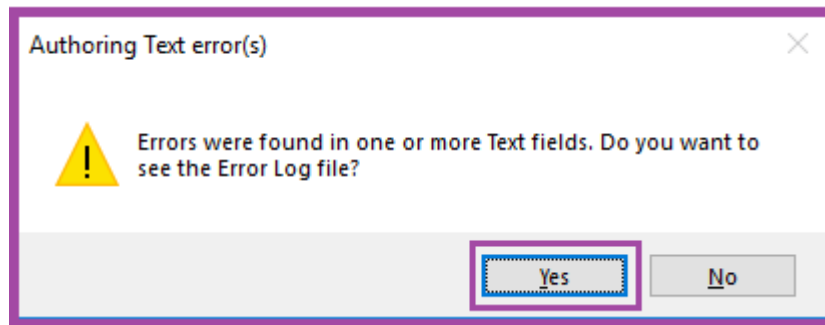 Authoring Text error(s)
Errors were found in one or more Text fields. Do you want to
see the Error Log file?
Yes
No